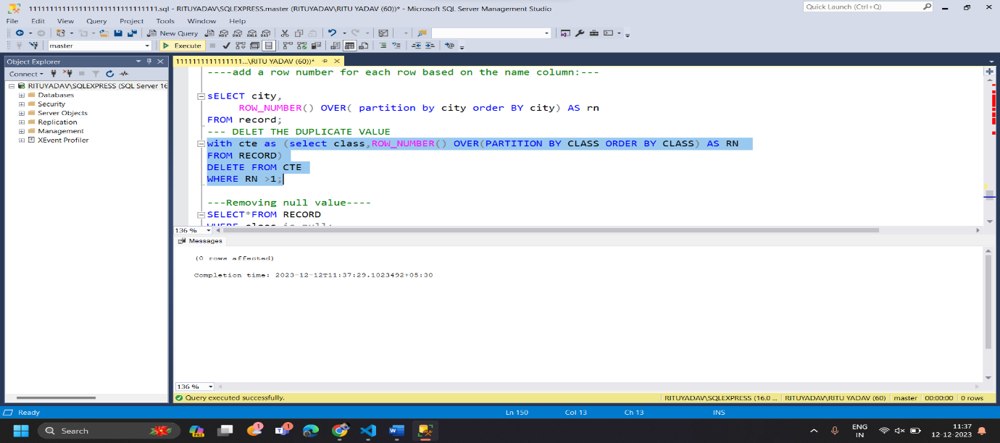 1111111111111111111111111111111.sql - RITUYADAV\SQLEXPRESS.master (RITUYADAV\RITU YADAV (60))* - Microsoft SQL Server Management Studio
Quick Launch (Ctrl+Q)
File Edit View Query Project Tools Window Help
New Query
master
Execute
Object Explorer
1111111111111111...\RITU YADAV (60))*
Connect
RITUYADAV\SQLEXPRESS (SQL Server 16
Databases
Security
Server Objects
Replication
Management
XEvent Profiler
----add a row number for each row based on the name column:---
sELECT city,
ROW_NUMBER() OVER( partition by city order BY city) AS rn
FROM record;
--- DELET THE DUPLICATE VALUE
with cte as (select class,ROW_NUMBER() OVER(PARTITION BY CLASS ORDER BY CLASS) AS RN
FROM RECORD)
DELETE FROM CTE
WHERE RN >1;
---Removing null value----
SELECT*FROM RECORD
WHERE class is null;
136 %
Messages
(0 rows affected)
Completion time: 2023-12-12T11:37:29.1023492+05:30
136 %
Query executed successfully.
RITUYADAV\SQLEXPRESS (16.0 ... RITUYADAV\RITU YADAV (60) master 00:00:00 0 rows
Ready
Ln 150 Col 13 Ch 13 INS
Search
ENG
IN
11:37
12-12-2023